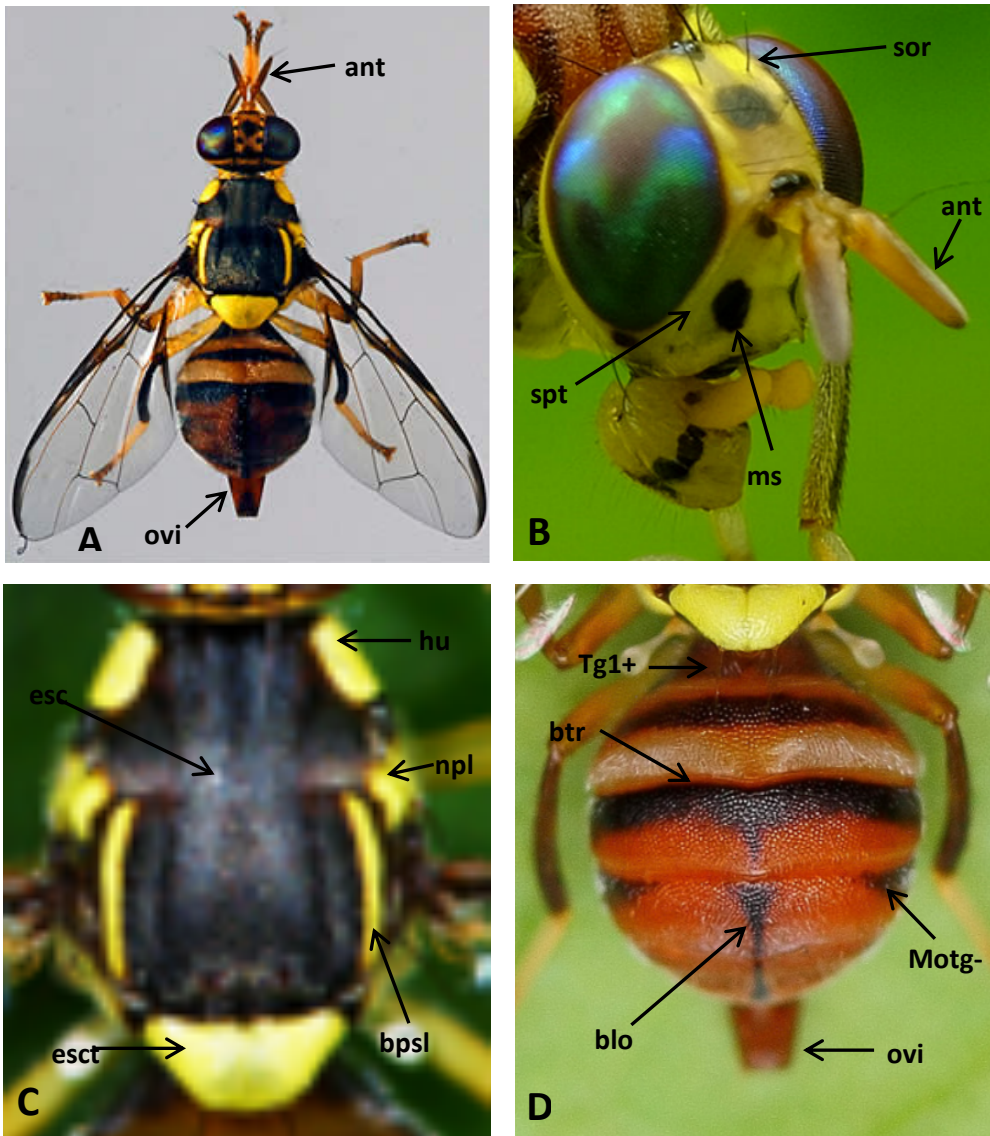 ant
ovi
A
sor
ant
spt
ms
B
hu
esc
npl
bpsl
esct
C
Tg1+
btr
Motg-
blo
ovi
D